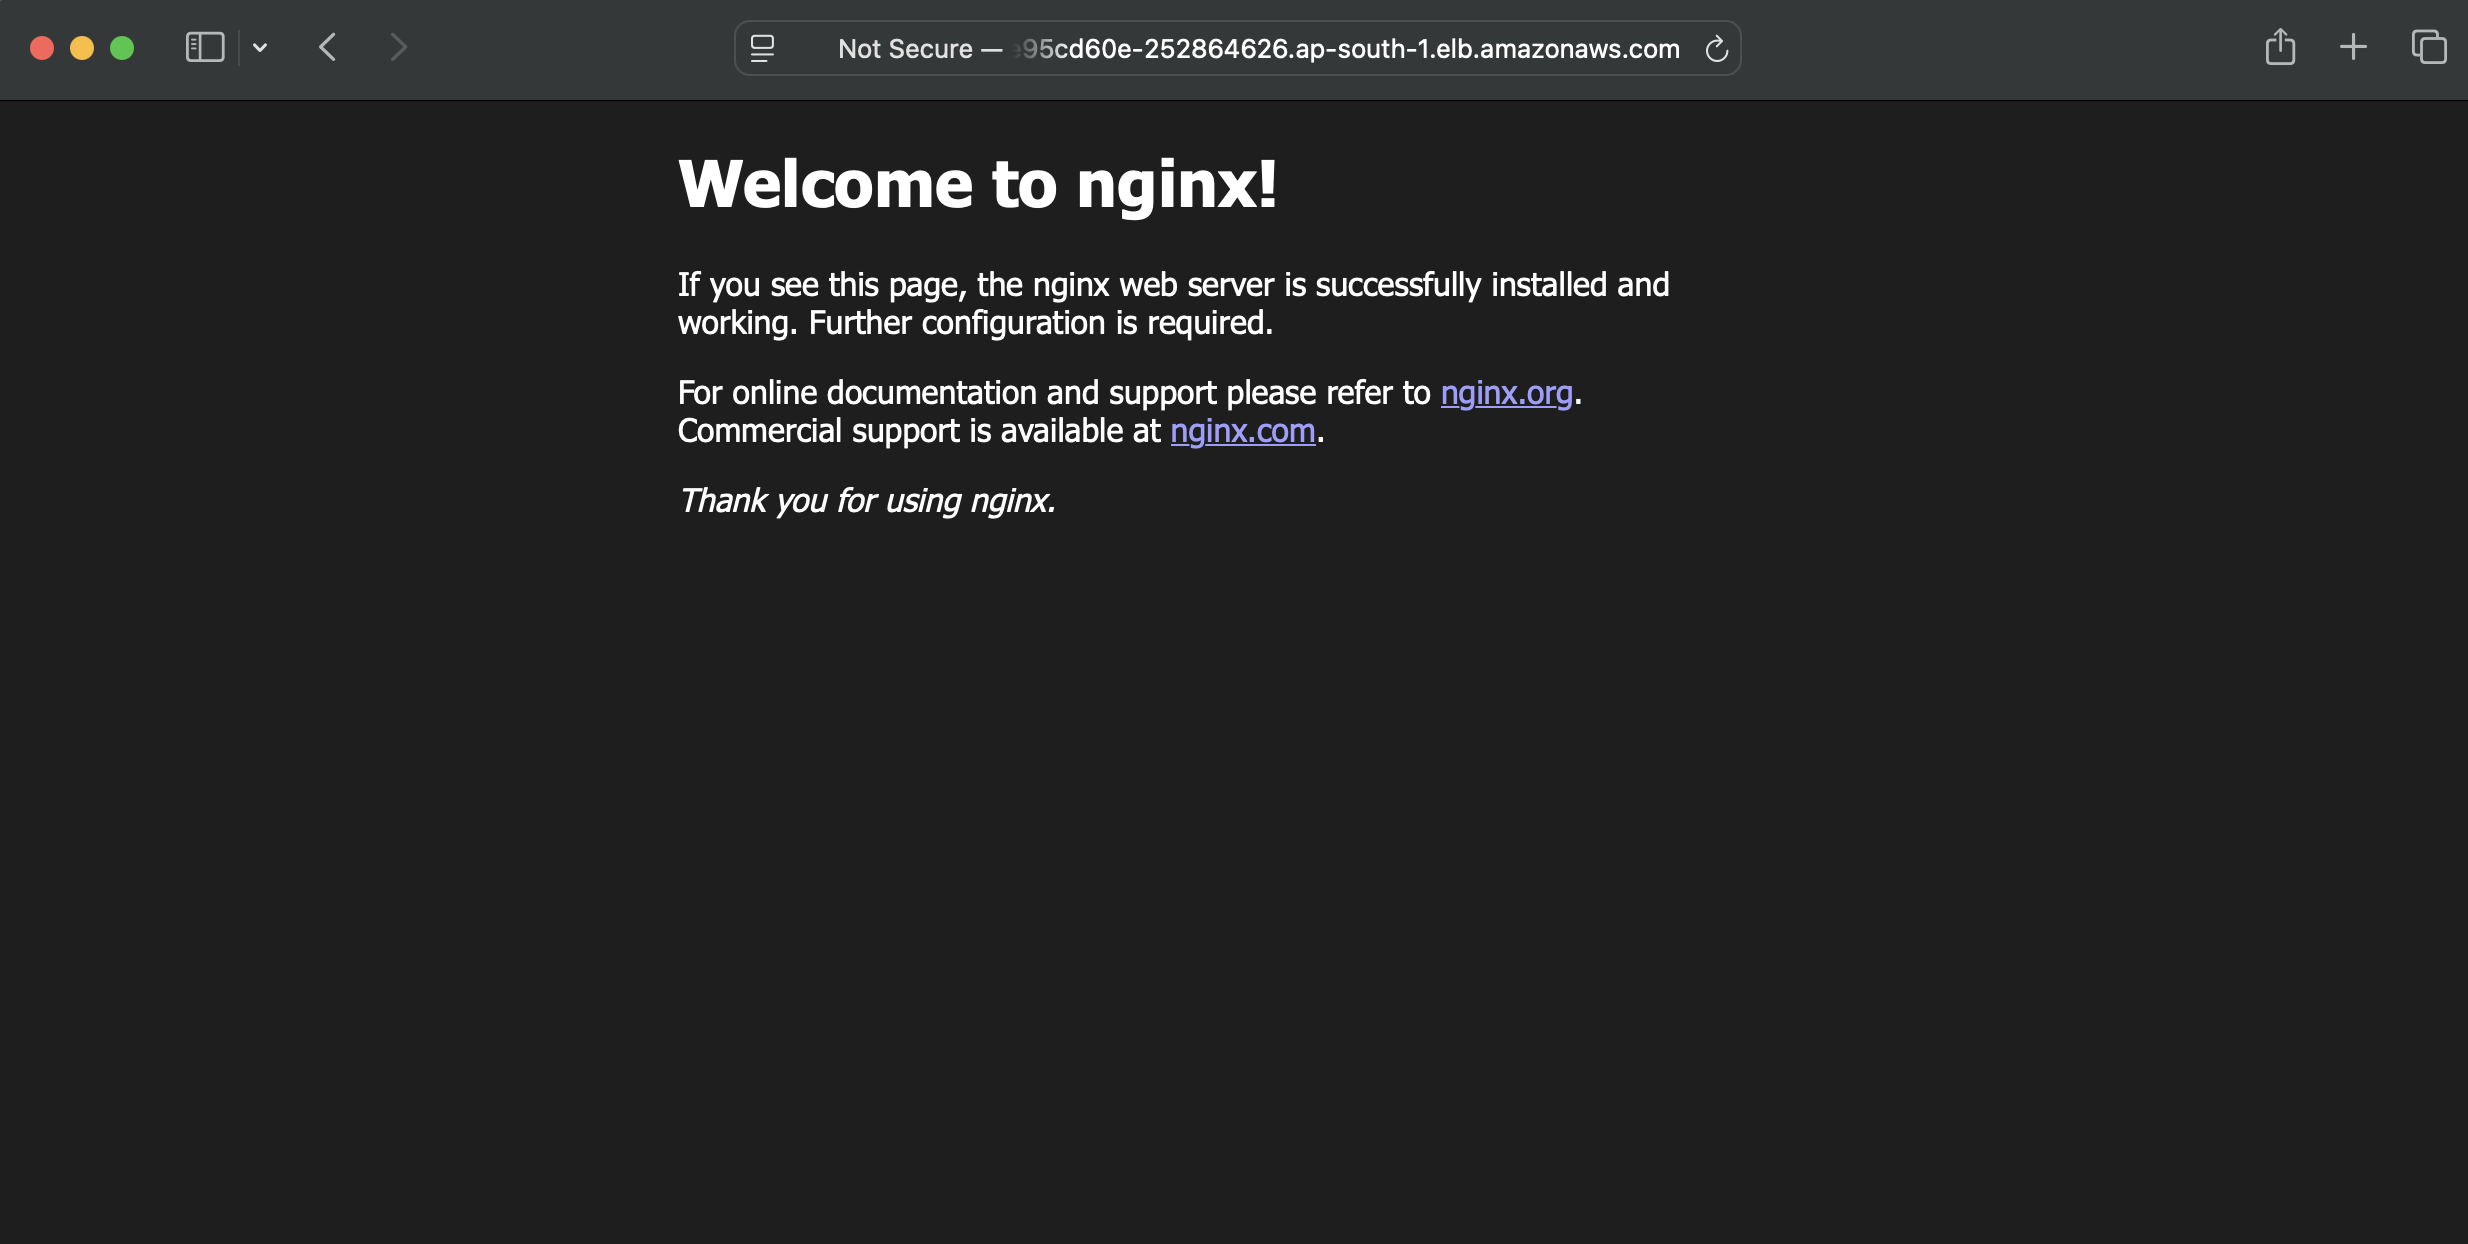 Not Secure — 95cd60e-252864626.ap-south-1.elb.amazonaws.com
Welcome to nginx!
If you see this page, the nginx web server is successfully installed and
working. Further configuration is required.
For online documentation and support please refer to nginx.org.
Commercial support is available at nginx.com.
Thank you for using nginx.